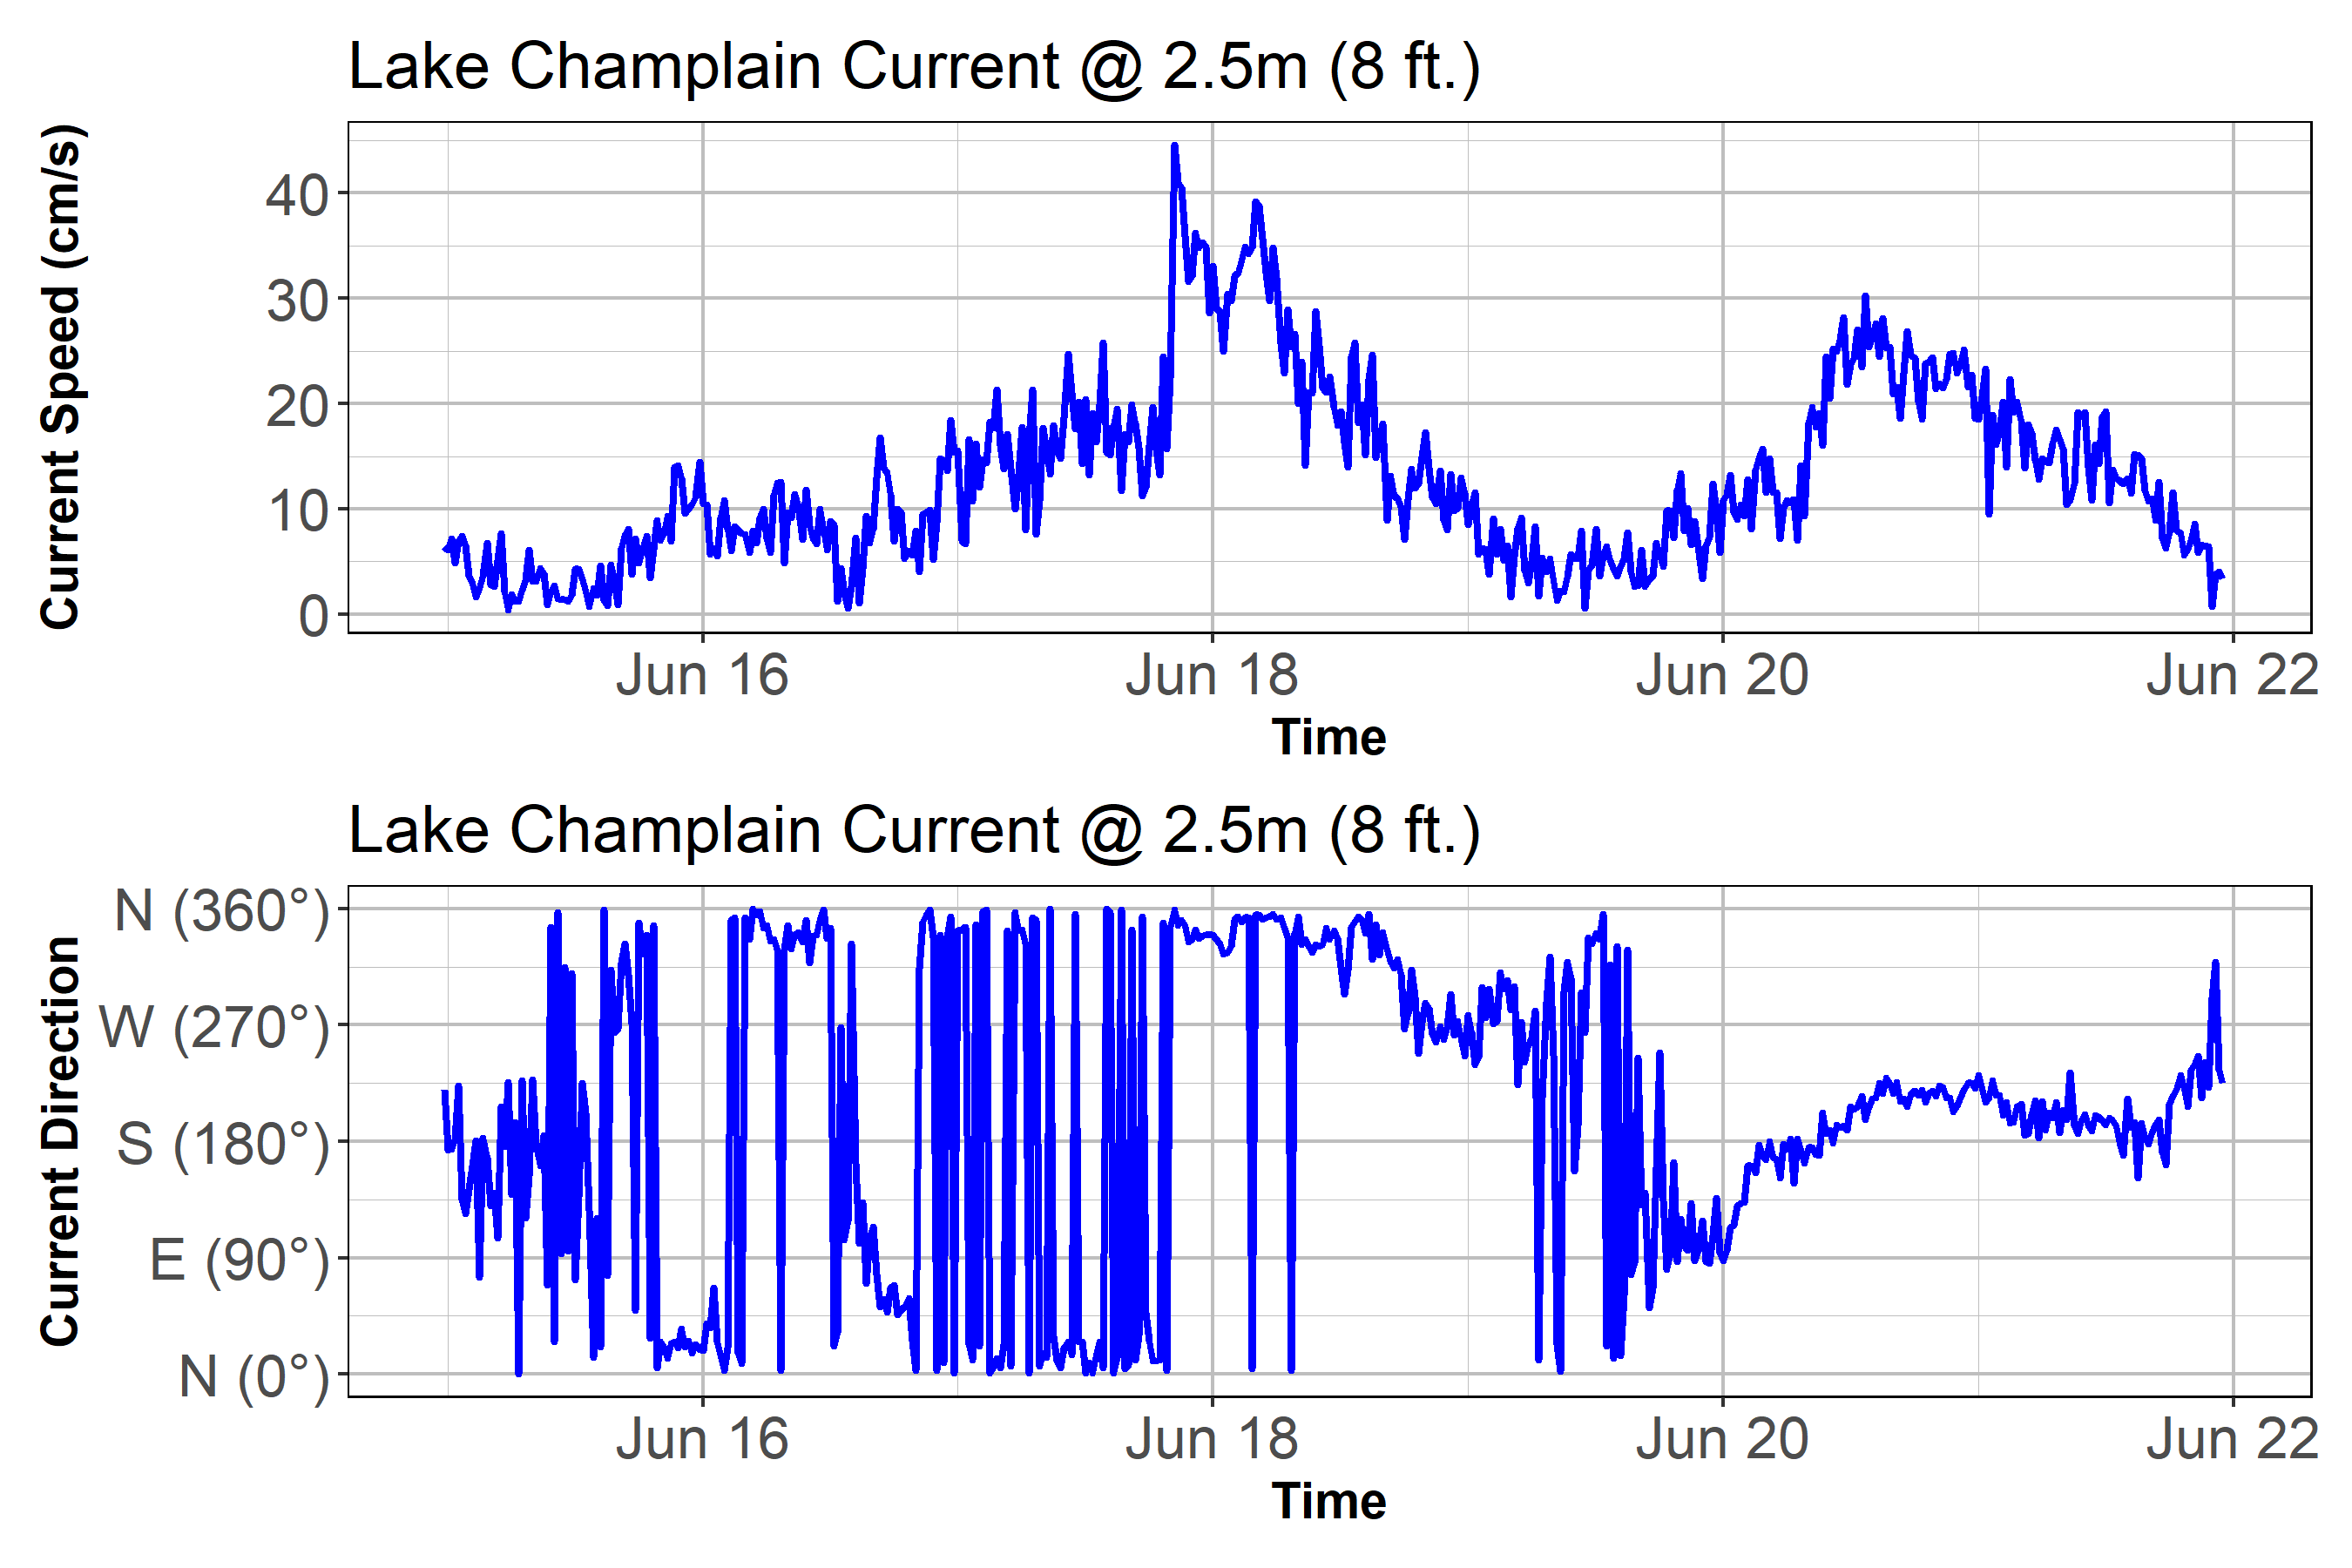 Lake Champlain Current @ 2.5m (8 ft.)
Current Speed (cm/s)
40
30
20
10
0
Jun 16 Jun 18 Jun 20 Jun 22
Time
Lake Champlain Current @ 2.5m (8 ft.)
Current Direction
N (360°)
W (270°)
S (180°)
E (90°)
N (0°)
Jun 16 Jun 18 Jun 20 Jun 22
Time